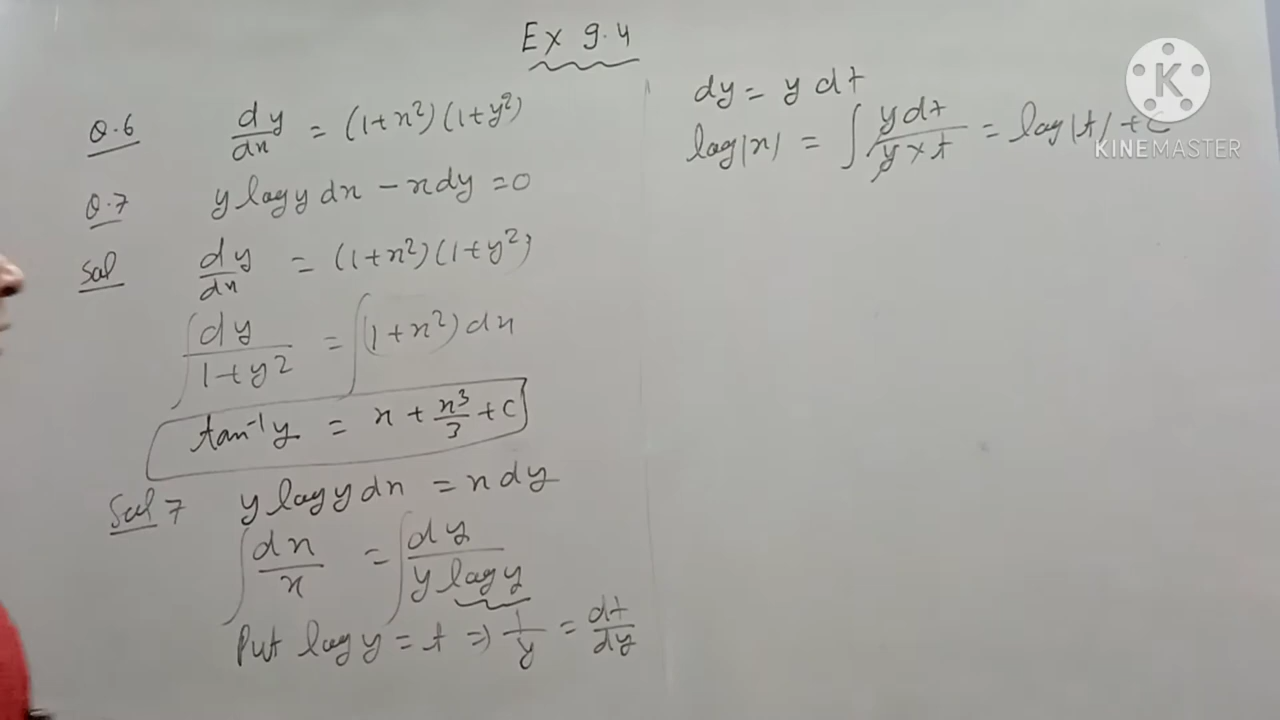 Ex 9.4
Q.6 dy/dx = (1+x²)(1+y²)
Q.7 y log y dx - x dy = 0
Sol dy/dx = (1+x²)(1+y²)
∫ dy/1+y² = ∫(1+x²) dx
tan⁻¹y = x + x³/3 + C
Sol 7 y log y dx = x dy
∫ dx/x = ∫ dy/y log y
Put log y = t ⇒ 1/y = dt/dy
dy = y dt
log|x| = ∫ y dt/y×t = log|t| + C
K
KINEMASTER